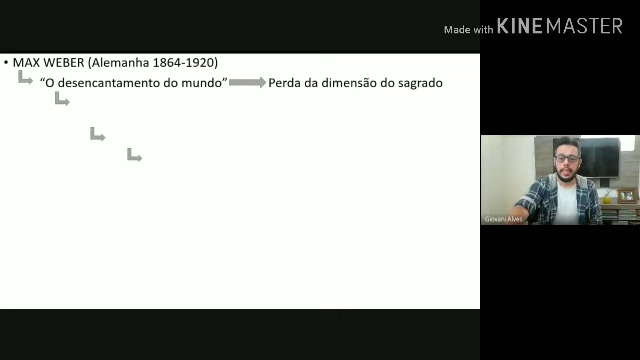 Made with KINEMASTER
• MAX WEBER (Alemanha 1864-1920)
“O desencantamento do mundo” Perda da dimensão do sagrado
Giovani Alves